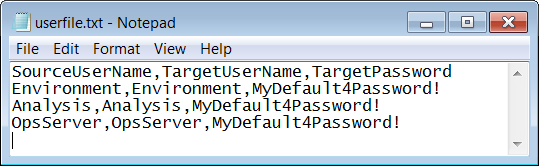 userfile.txt - Notepad
File Edit Format View Help
SourceUserName,TargetUserName,TargetPassword
Environment,Environment,MyDefault4Password!
Analysis,Analysis,MyDefault4Password!
OpsServer,OpsServer,MyDefault4Password!